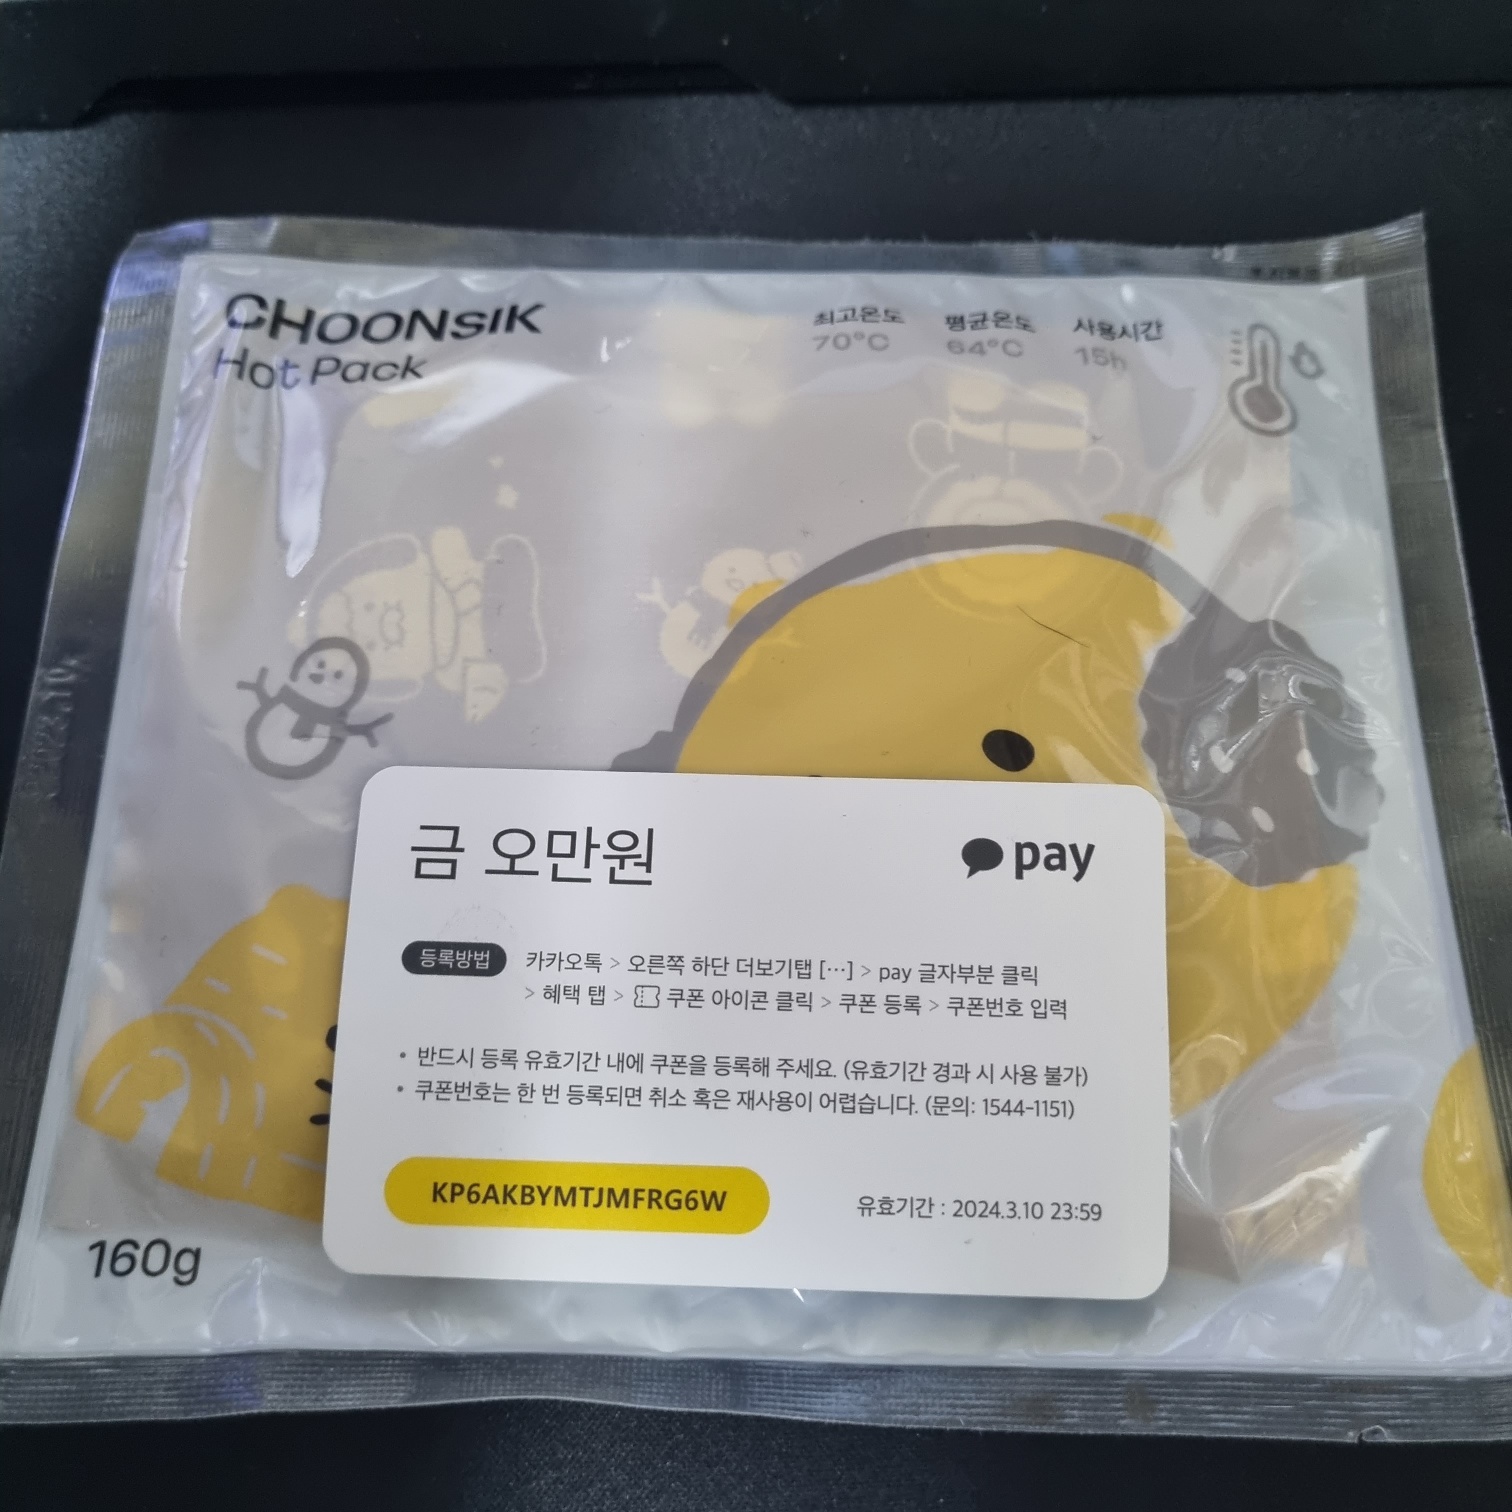 CHOONSIK
Hot Pack
최고온도 평균온도 사용시간
70°C 64°C 15h
금 오만원
pay
등록방법 카카오톡 > 오른쪽 하단 더보기탭 [···] > pay 글자부분 클릭
> 혜택 탭 > 쿠폰 아이콘 클릭 > 쿠폰 등록 > 쿠폰번호 입력
• 반드시 등록 유효기간 내에 쿠폰을 등록해 주세요. (유효기간 경과 시 사용 불가)
• 쿠폰번호는 한 번 등록되면 취소 혹은 재사용이 어렵습니다. (문의: 1544-1151)
KP6AKBYMTJMFRG6W
유효기간 : 2024.3.10 23:59
160g